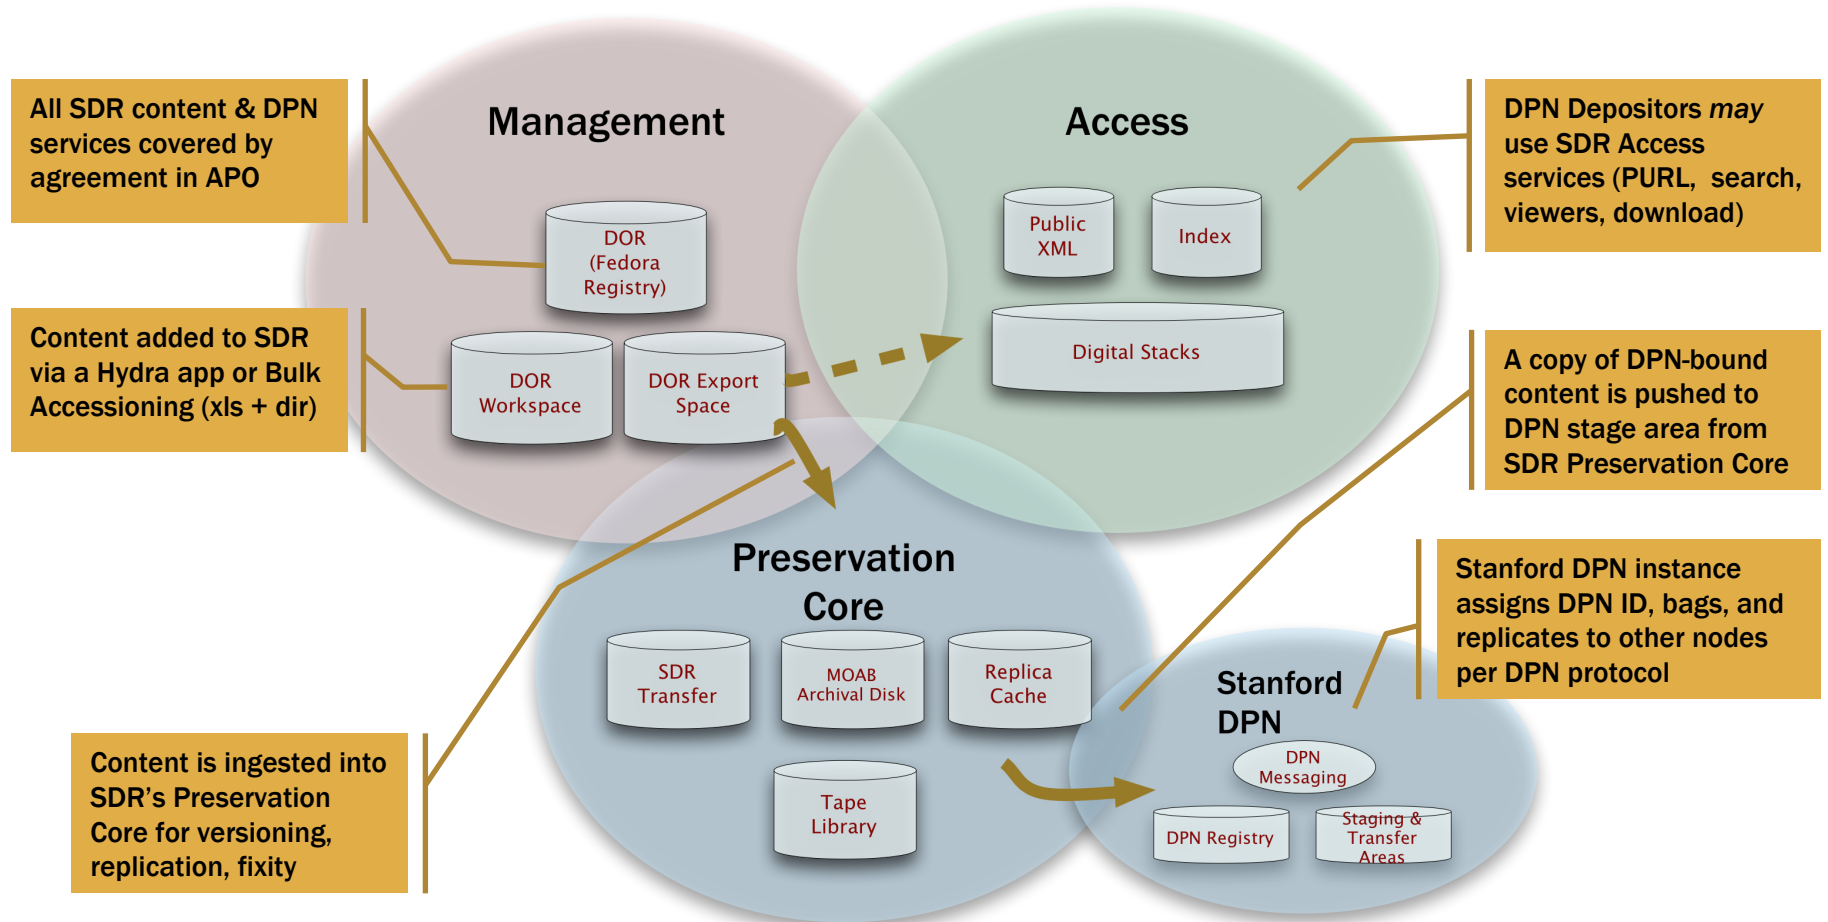 All SDR content & DPN
services covered by
agreement in APO
Management
Access
DPN Depositors may
use SDR Access
services (PURL, search,
viewers, download)
DOR
(Fedora
Registry)
Public
XML
Index
Content added to SDR
via a Hydra app or Bulk
Accessioning (xls + dir)
DOR
Workspace
DOR Export
Space
Digital Stacks
A copy of DPN-bound
content is pushed to
DPN stage area from
SDR Preservation Core
Preservation
Core
Stanford DPN instance
assigns DPN ID, bags, and
replicates to other nodes
per DPN protocol
SDR
Transfer
MOAB
Archival Disk
Replica
Cache
Stanford
DPN
DPN
Messaging
Content is ingested into
SDR's Preservation
Core for versioning,
replication, fixity
Tape
Library
DPN Registry
Staging &
Transfer
Areas